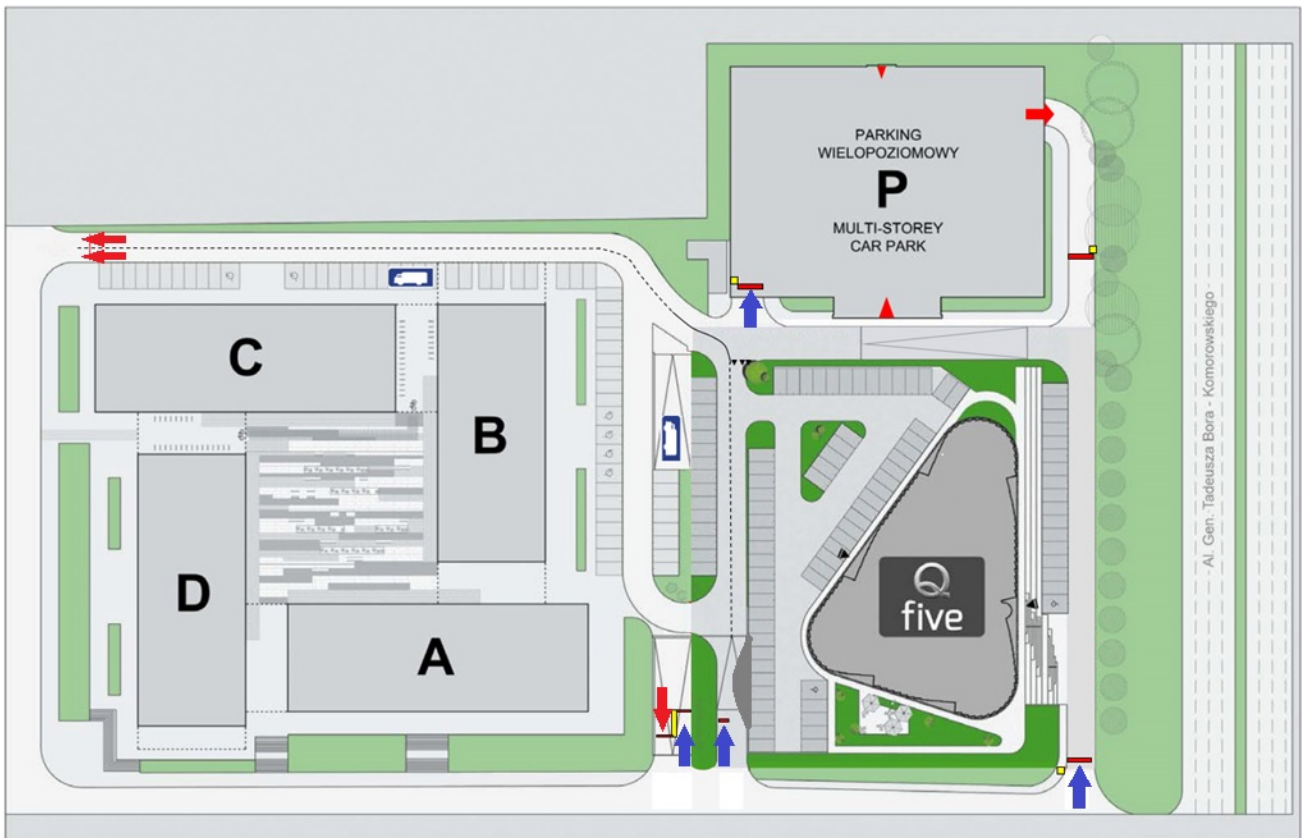 PARKING
WIELOPOZIOMOWY
P
MULTI-STOREY
CAR PARK
C
B
D
A
Q
five
Al. Gen. Tadeusza Bora - Komorowskiego